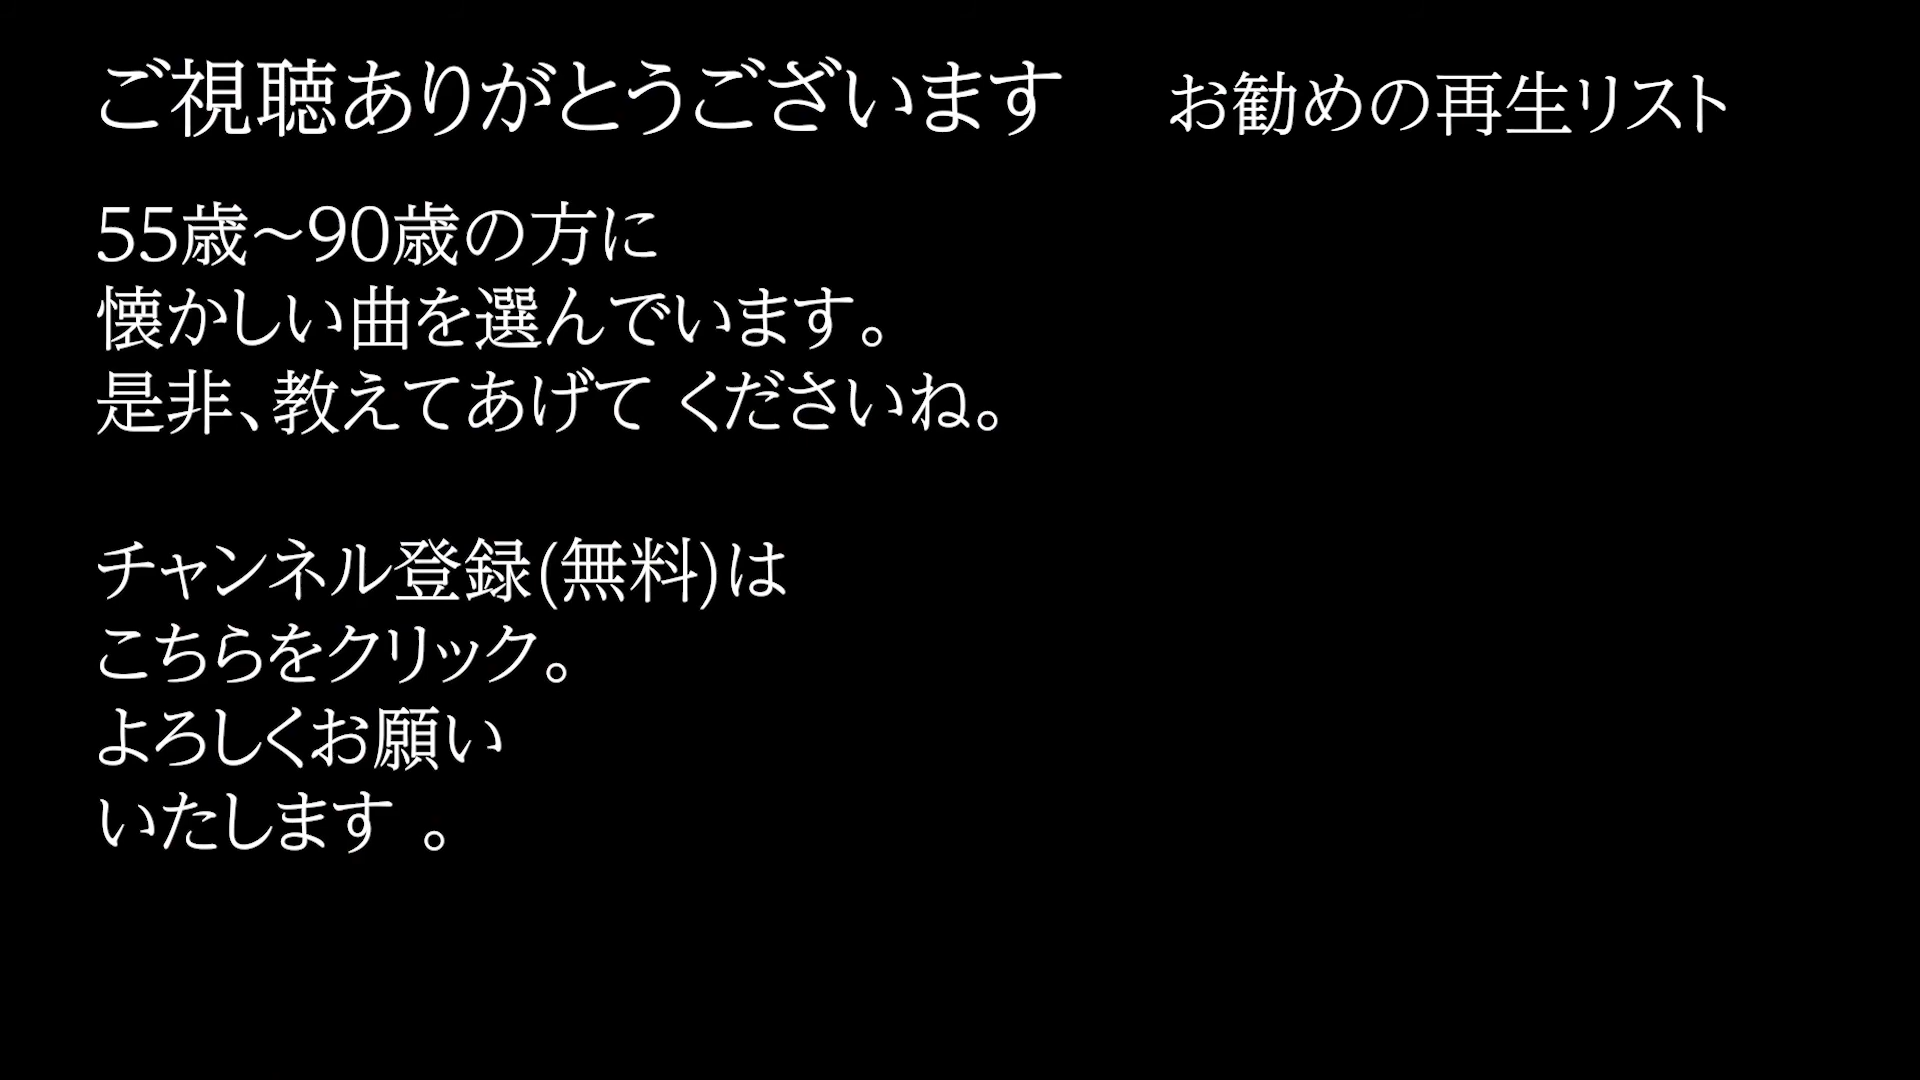 ご視聴ありがとうございます
お勧めの再生リスト
55歳～90歳の方に
懐かしい曲を選んでいます。
是非、教えてあげて くださいね。
チャンネル登録(無料)は
こちらをクリック。
よろしくお願い
いたします 。